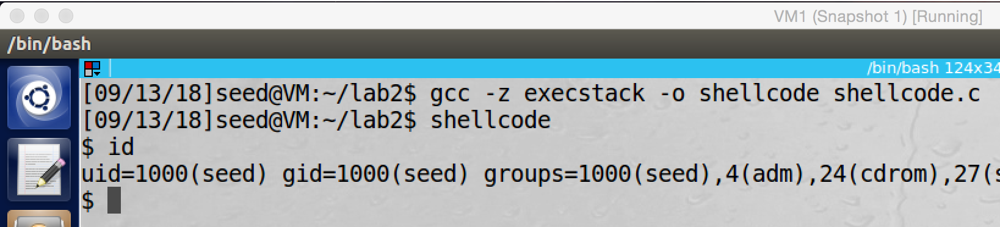 VM1 (Snapshot 1) [Running]
/bin/bash
/bin/bash 124x34
[09/13/18]seed@VM:~/lab2$ gcc -z execstack -o shellcode shellcode.c
[09/13/18]seed@VM:~/lab2$ shellcode
$ id
uid=1000(seed) gid=1000(seed) groups=1000(seed),4(adm),24(cdrom),27(s
$